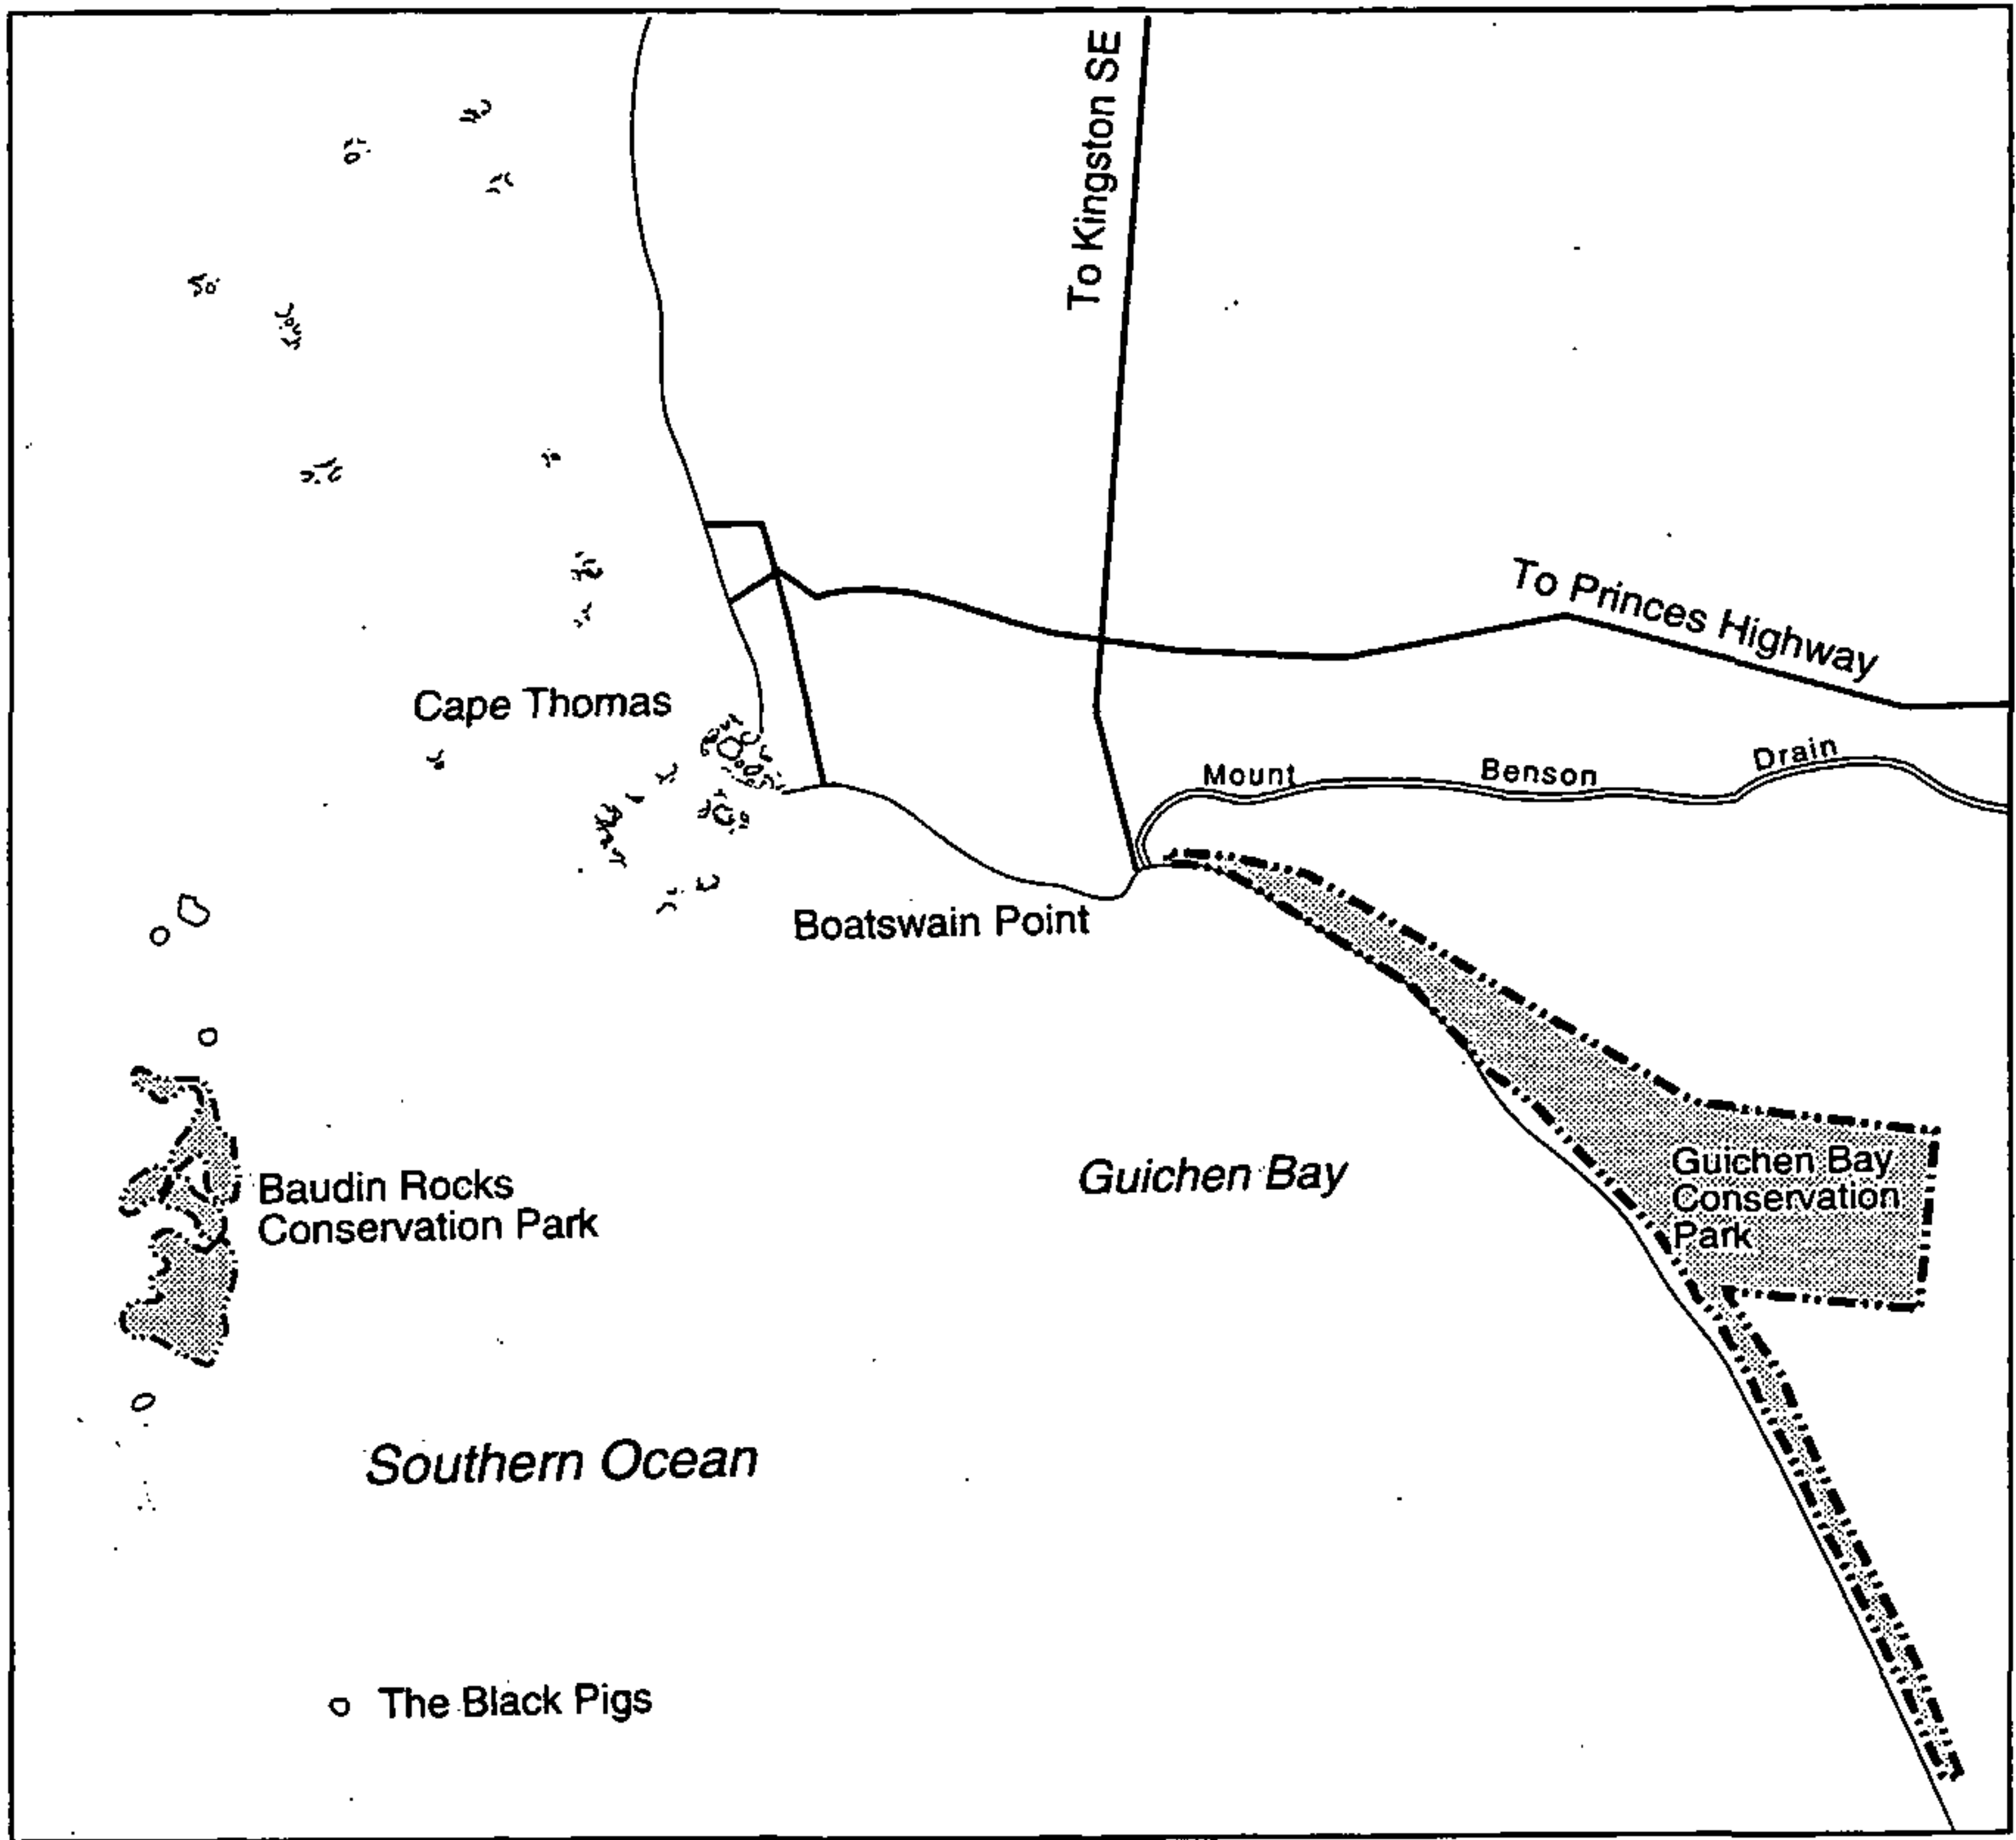 To Kingston SE
To Princes Highway
Cape Thomas
Mount Benson Drain
Boatswain Point
Guichen Bay
Conservation
Park
Guichen Bay
Baudin Rocks
Conservation Park
Southern Ocean
The Black Pigs